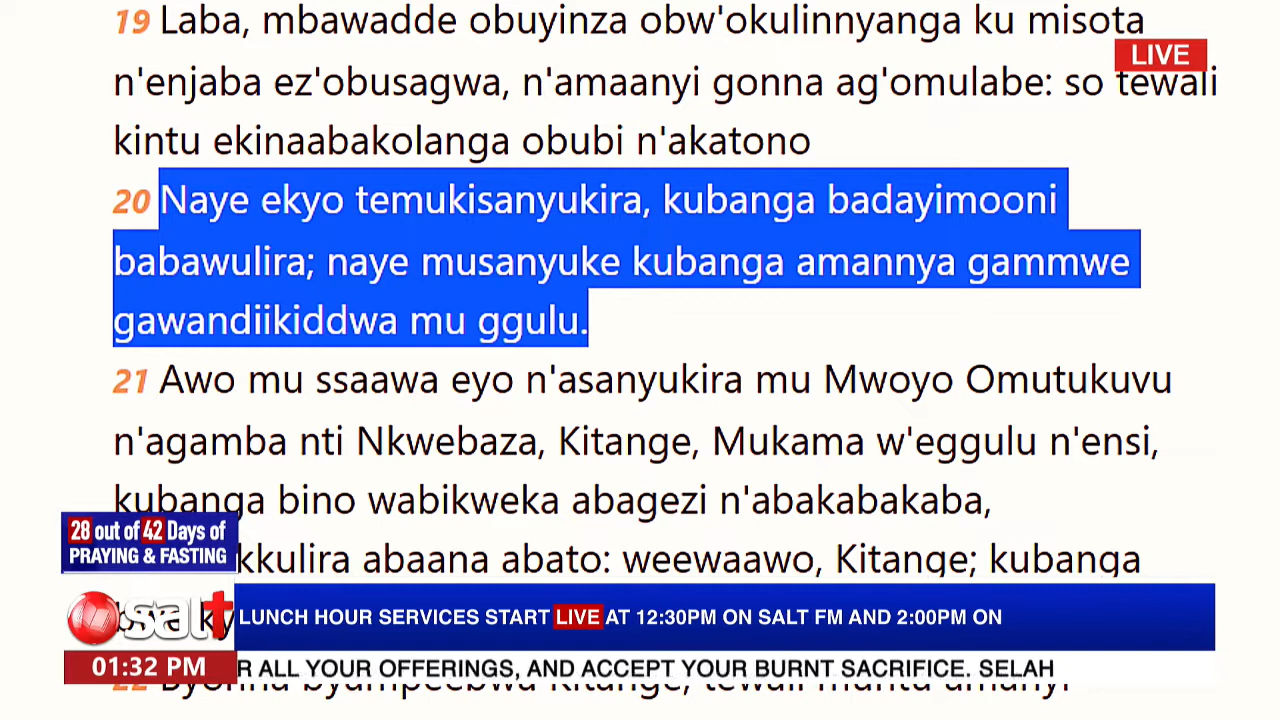 19 Laba, mbawadde obuyinza obw'okulinnyanga ku misota
LIVE
n'enjaba ez'obusagwa, n'amaanyi gonna ag'omulabe: so tewali
kintu ekinaabakolanga obubi n'akatono
20 Naye ekyo temukisanyukira, kubanga badayimooni
babawulira; naye musanyuke kubanga amannya gammwe
gawandiikiddwa mu ggulu.
21 Awo mu ssaawa eyo n'asanyukira mu Mwoyo Omutukuvu
n'agamba nti Nkwebaza, Kitange, Mukama w'eggulu n'ensi,
kubanga bino wabikweka abagezi n'abakabakaba,
28 out of 42 Days of
PRAYING & FASTING
kkulira abaana abato: weewaawo, Kitange; kubanga
salt
LUNCH HOUR SERVICES START LIVE AT 12:30PM ON SALT FM AND 2:00PM ON
01:32 PM
R ALL YOUR OFFERINGS, AND ACCEPT YOUR BURNT SACRIFICE. SELAH